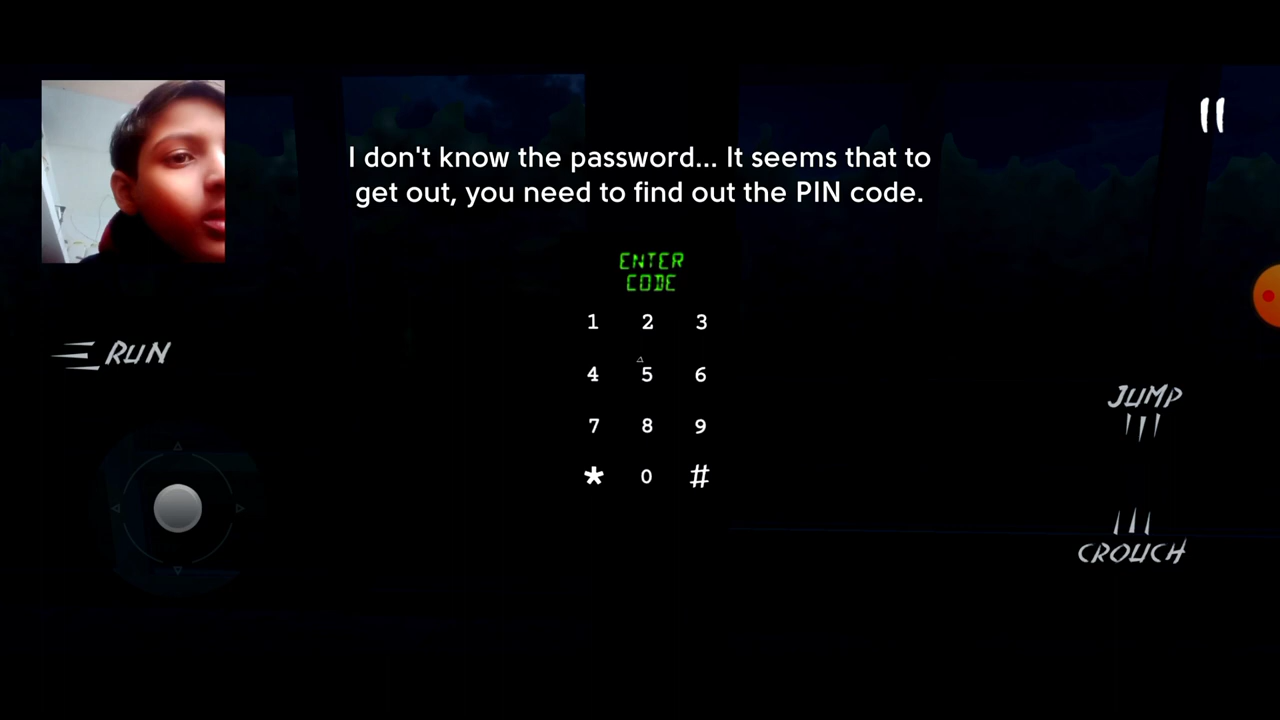 I don't know the password... It seems that to
get out, you need to find out the PIN code.
ENTER
CODE
1 2 3
RUN
4 5 6
JUMP
7 8 9
* 0 #
CROUCH